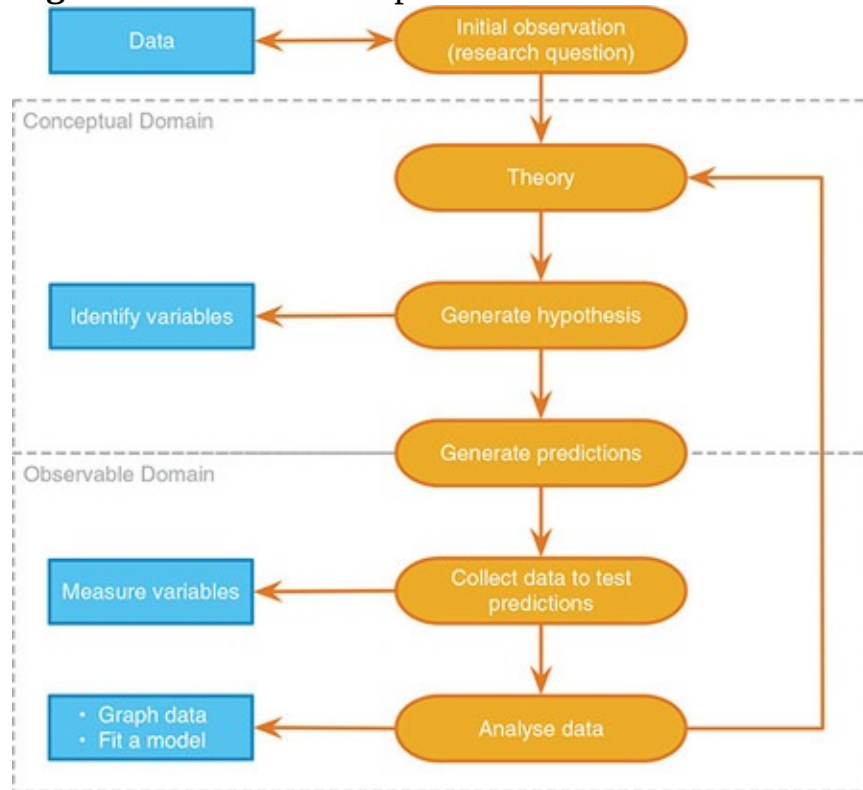 Data
Initial observation
(research question)
Conceptual Domain
Theory
Identify variables
Generate hypothesis
Generate predictions
Observable Domain
Measure variables
Collect data to test
predictions
• Graph data
• Fit a model
Analyse data